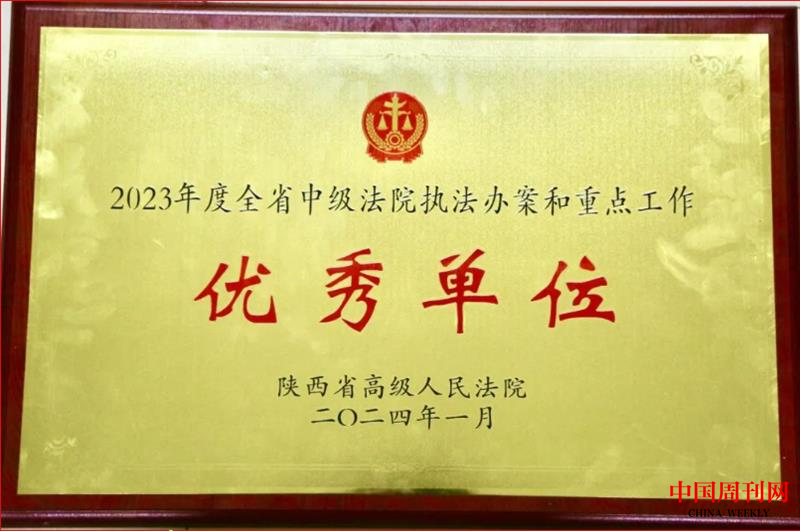 2023年度全省中级法院执法办案和重点工作
优秀单位
陕西省高级人民法院
二〇二四年一月
中国周刊网
CHINA WEEKLY